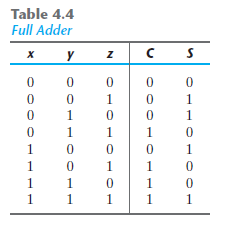 Table 4.4
Full Adder
x y z C S
0 0 0 0 0
0 0 1 0 1
0 1 0 0 1
0 1 1 1 0
1 0 0 0 1
1 0 1 1 0
1 1 0 1 0
1 1 1 1 1